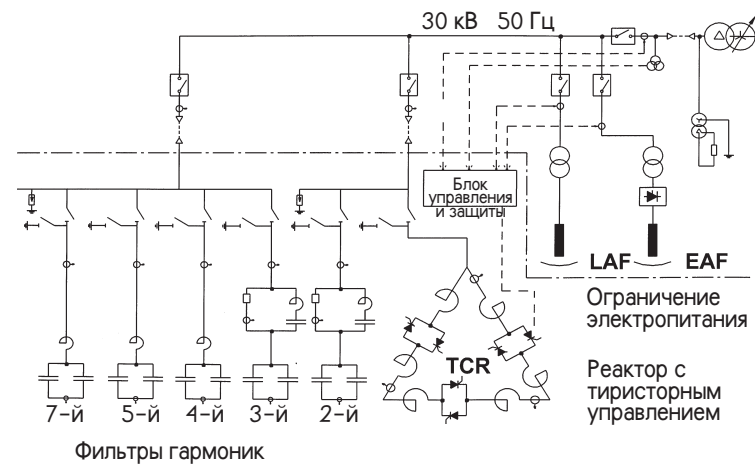 30 кВ 50 Гц
Блок
управления
и защиты
LAF
EAF
Ограничение
электропитания
TCR
Реактор с
тиристорным
управлением
7-й
5-й
4-й
3-й
2-й
Фильтры гармоник